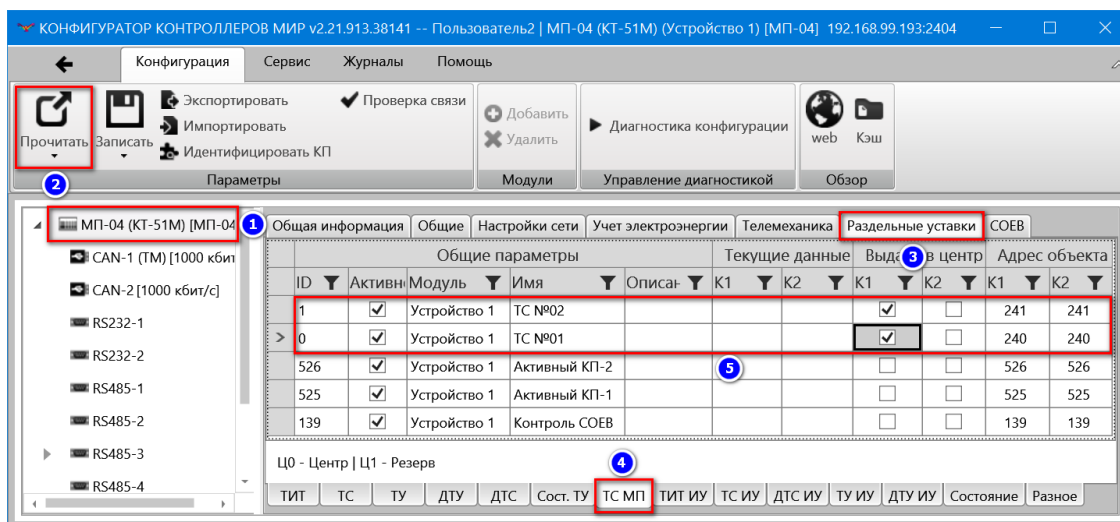 КОНФИГУРАТОР КОНТРОЛЛЕРОВ МИР v2.21.913.38141 -- Пользователь2 | МП-04 (КТ-51М) (Устройство 1) [МП-04] 192.168.99.193:2404
Конфигурация Сервис Журналы Помощь
Прочитать Записать
Экспортировать Проверка связи
Импортировать
Идентифицировать КП
Добавить
Удалить
Диагностика конфигурации
web Кэш
Параметры Модули Управление диагностикой Обзор
2
МП-04 (КТ-51М) [МП-04
CAN-1 (ТМ) [1000 кбит
CAN-2 [1000 кбит/с]
RS232-1
RS232-2
RS485-1
RS485-2
RS485-3
RS485-4
1
Общая информация Общие Настройки сети Учет электроэнергии Телемеханика Раздельные уставки СОЕВ
Общие параметры Текущие данные Выда 3 в центр Адрес объекта
ID Активн Модуль Имя Описан К1 К2 К1 К2 К1 К2
1 Устройство 1 ТС №02 241 241
0 Устройство 1 ТС №01 240 240
526 Устройство 1 Активный КП-2 526 526
5
525 Устройство 1 Активный КП-1 525 525
139 Устройство 1 Контроль СОЕВ 139 139
Ц0 - Центр | Ц1 - Резерв
4
ТИТ ТС ТУ ДТУ ДТС Сост. ТУ ТС МП ТИТ ИУ ТС ИУ ДТС ИУ ТУ ИУ ДТУ ИУ Состояние Разное